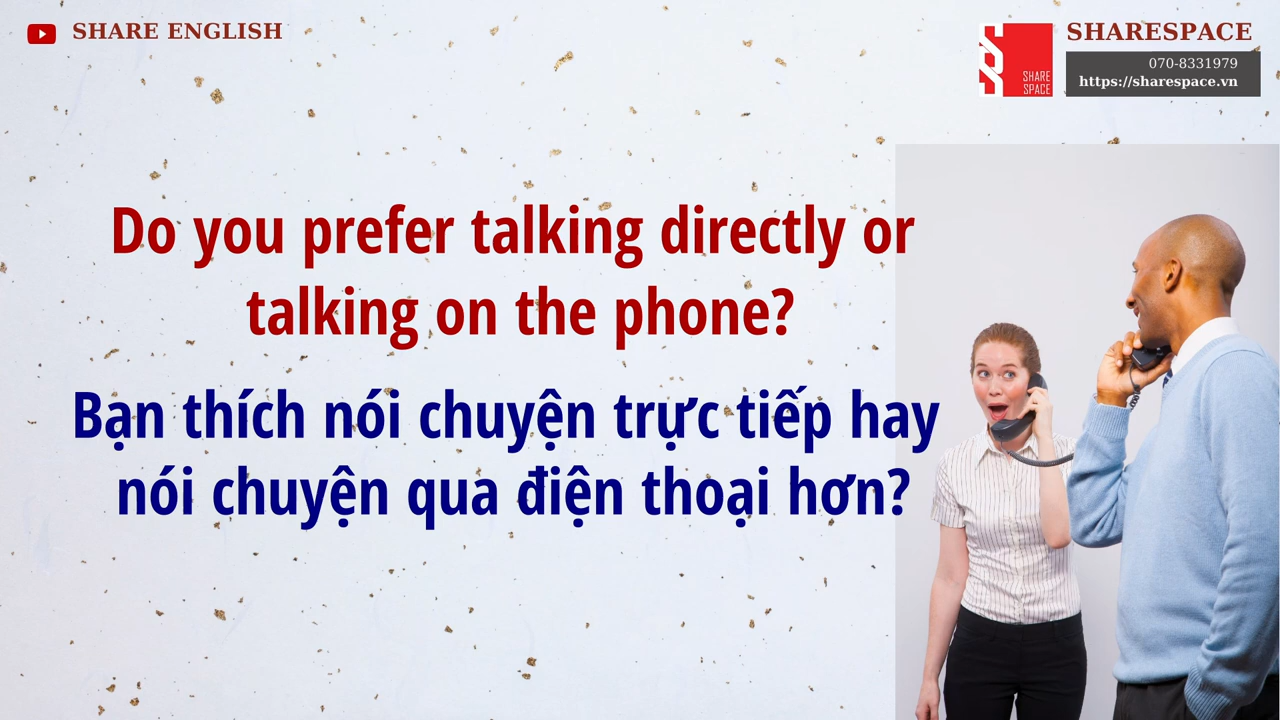 SHARE ENGLISH
SHARESPACE
070-8331979
https://sharespace.vn
SHARE
SPACE
Do you prefer talking directly or
talking on the phone?
Bạn thích nói chuyện trực tiếp hay
nói chuyện qua điện thoại hơn?